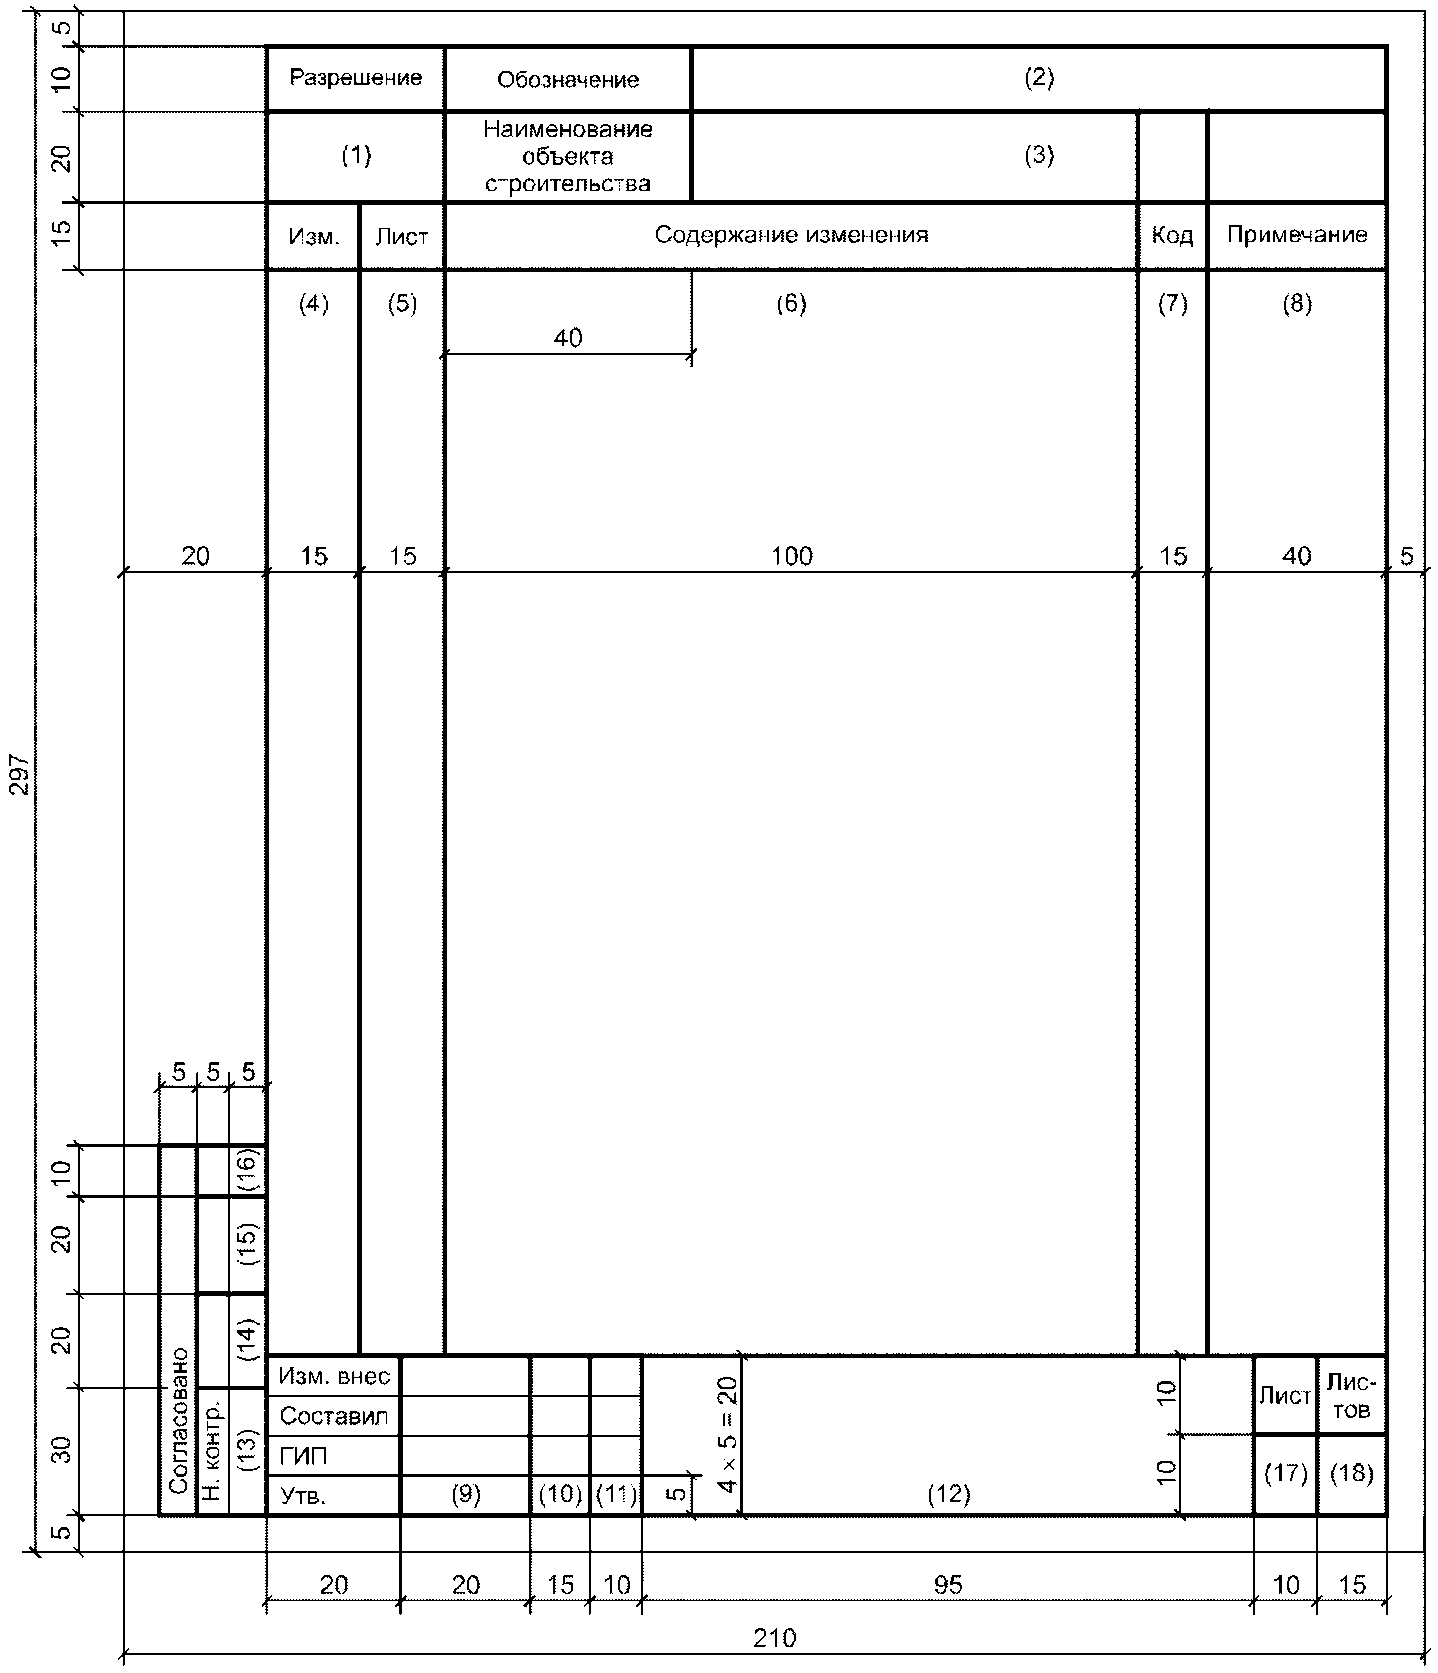 5
10
Разрешение
Обозначение
(2)
20
(1)
Наименование
объекта
строительства
(3)
15
Изм.
Лист
Содержание изменения
Код
Примечание
(4)
(5)
(6)
(7)
(8)
40
20
15
15
100
15
40
5
297
5
5
5
10
20
20
30
5
Согласовано
Н. контр.
(16)
(15)
(14)
(13)
Изм. внес
Составил
ГИП
Утв.
(9)
(10)
(11)
5
4 × 5 = 20
(12)
10
10
Лист
Лис-
тов
(17)
(18)
20
20
15
10
95
10
15
210